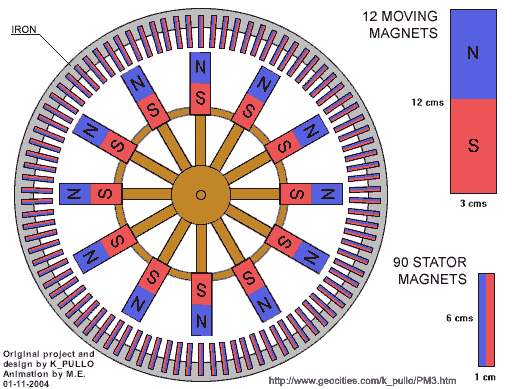 IRON
12 MOVING
MAGNETS
N
S
12 cms
3 cms
N
S
N
S
N
S
N
S
N
S
N
S
N
S
N
S
N
S
N
S
N
S
N
S
90 STATOR
MAGNETS
6 cms
1 cm
Original project and
design by K_PULLO
Animation by M.E.
01-11-2004
http://www.geocities.com/k_pullo/PM3.htm